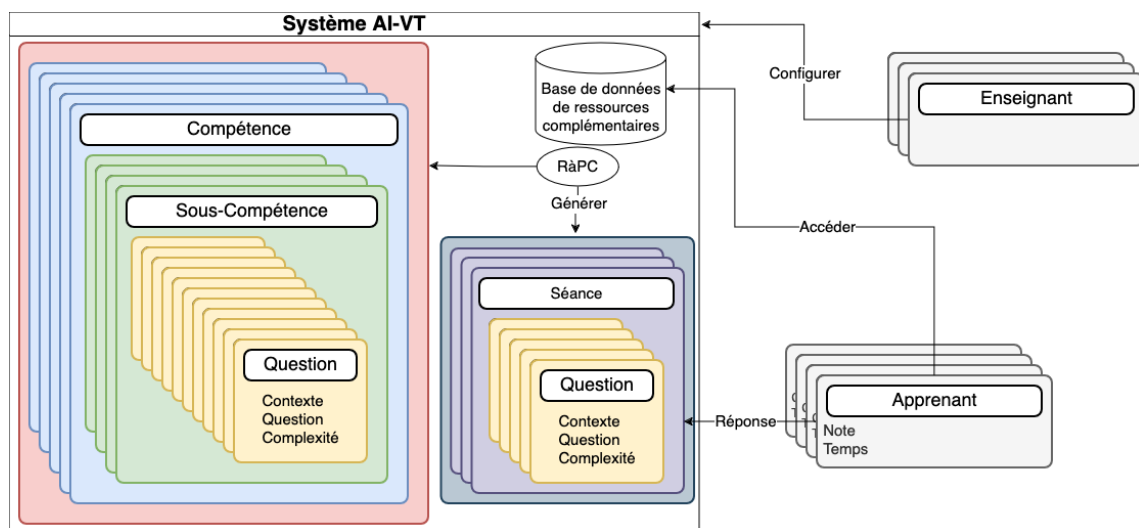 Système AI-VT
Compétence
Sous-Compétence
Question
Contexte
Question
Complexité
Base de données
de ressources
complémentaires
RàPC
Générer
Séance
Question
Contexte
Question
Complexité
Configurer
Enseignant
Accéder
Réponse
Apprenant
Note
Temps